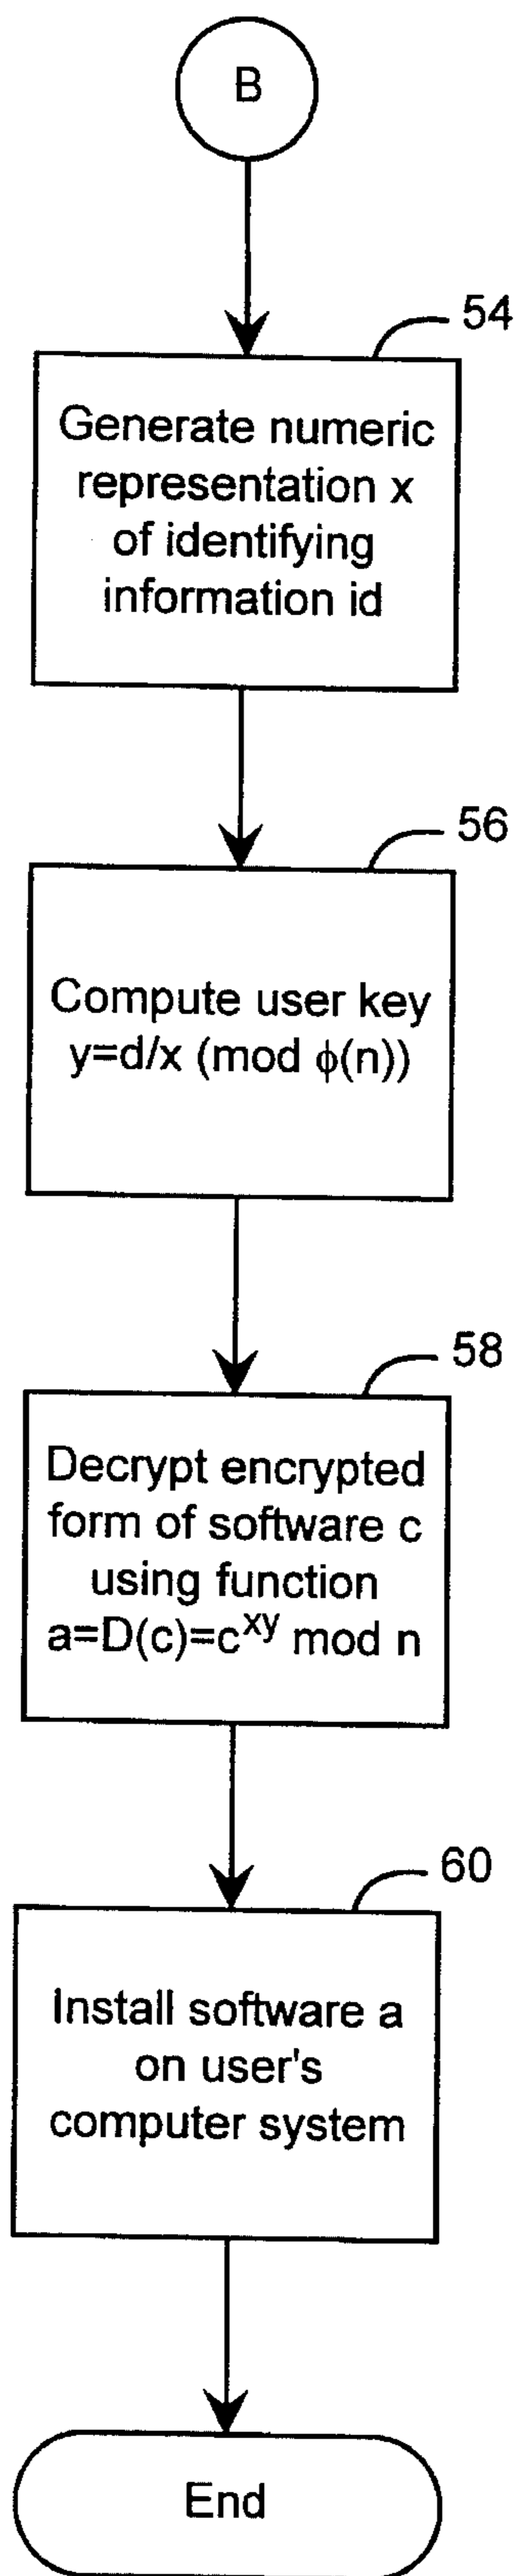 B
54
Generate numeric
representation x
of identifying
information id
56
Compute user key
y=d/x (mod ϕ(n))
58
Decrypt encrypted
form of software c
using function
a=D(c)=c^xy mod n
60
Install software a
on user's
computer system
End